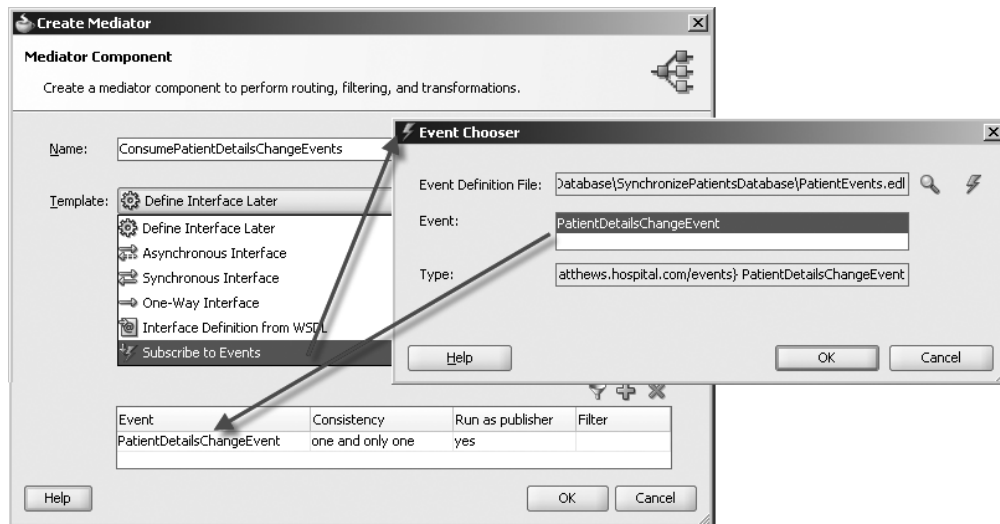 Create Mediator
Mediator Component
Create a mediator component to perform routing, filtering, and transformations.
Name: ConsumePatientDetailsChangeEvents
Template: Define Interface Later
Define Interface Later
Asynchronous Interface
Synchronous Interface
One-Way Interface
Interface Definition from WSDL
Subscribe to Events
Event Chooser
Event Definition File: Database\SynchronizePatientsDatabase\PatientEvents.edl
Event: PatientDetailsChangeEvent
Type: atthews.hospital.com/events} PatientDetailsChangeEvent
Help OK Cancel
Event Consistency Run as publisher Filter
PatientDetailsChangeEvent one and only one yes
Help OK Cancel